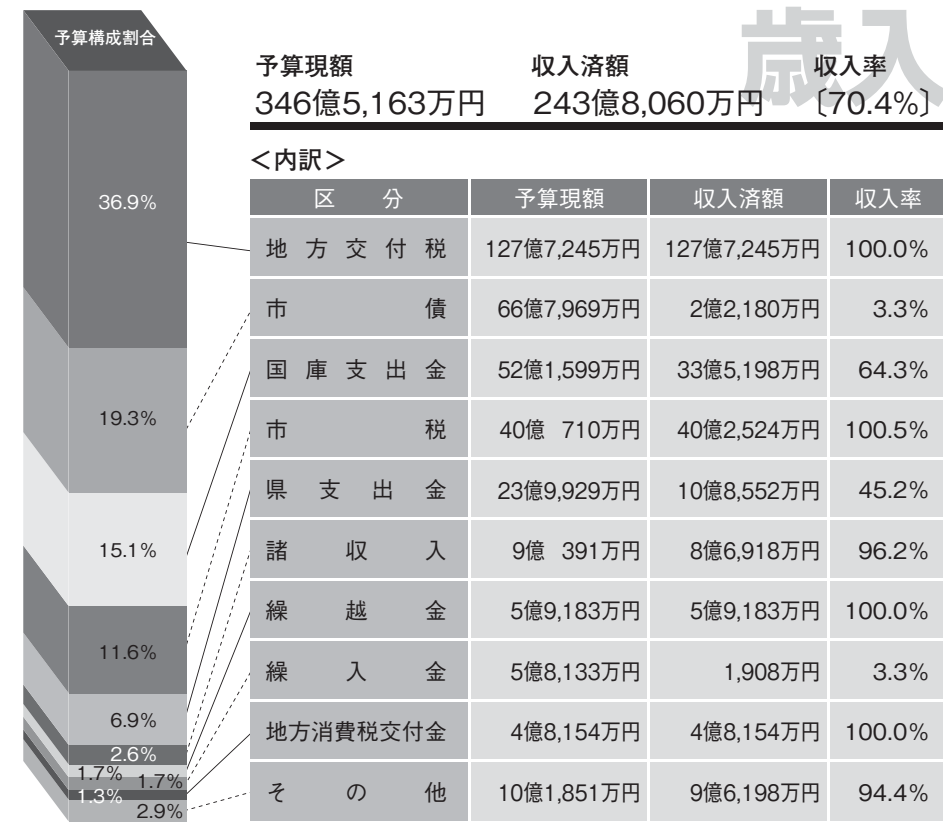 歳入
予算構成割合
予算現額 収入済額 収入率
346億5,163万円 243億8,060万円 〔70.4%〕
＜内訳＞
区分 予算現額 収入済額 収入率
地方交付税 127億7,245万円 127億7,245万円 100.0%
市債 66億7,969万円 2億2,180万円 3.3%
国庫支出金 52億1,599万円 33億5,198万円 64.3%
市税 40億 710万円 40億2,524万円 100.5%
県支出金 23億9,929万円 10億8,552万円 45.2%
諸収入 9億 391万円 8億6,918万円 96.2%
繰越金 5億9,183万円 5億9,183万円 100.0%
繰入金 5億8,133万円 1,908万円 3.3%
地方消費税交付金 4億8,154万円 4億8,154万円 100.0%
その他 10億1,851万円 9億6,198万円 94.4%
36.9%
19.3%
15.1%
11.6%
6.9%
2.6%
1.7%
1.7%
1.3%
2.9%